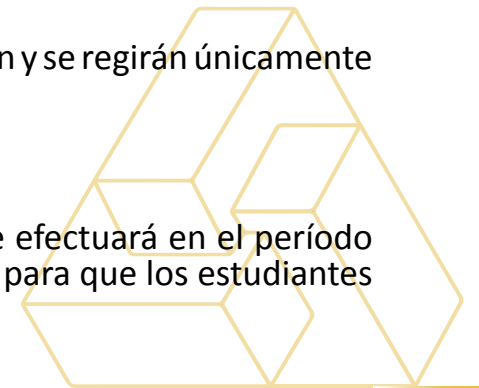 n y se regirán únicamente
e efectuará en el período
para que los estudiantes